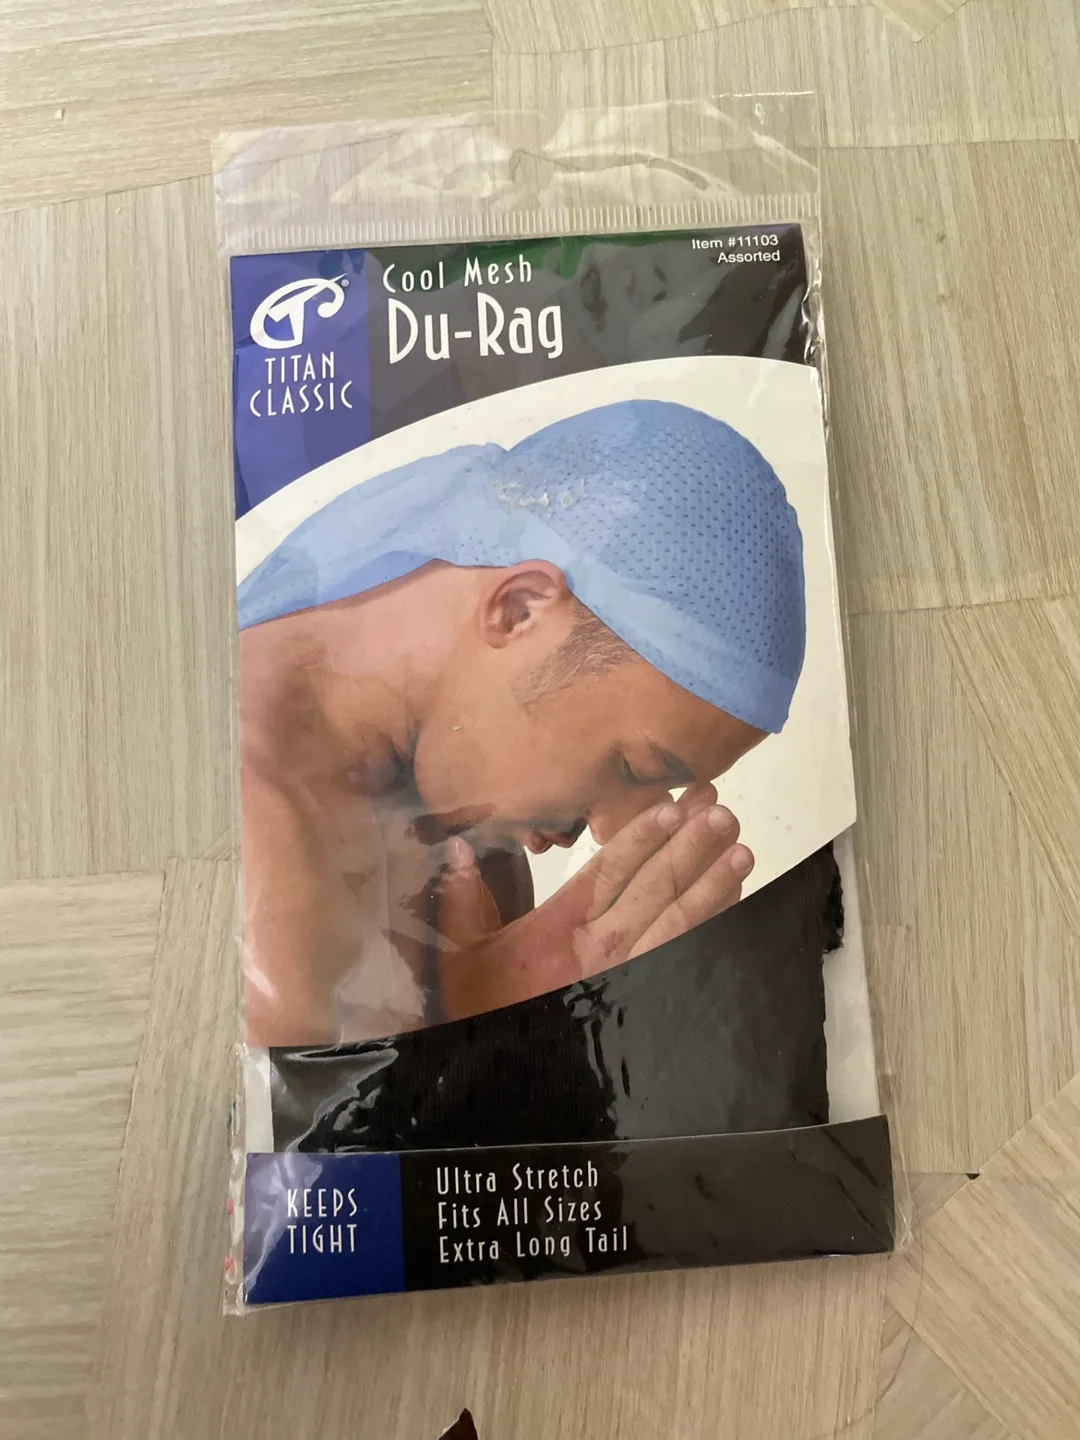 Item #11103
Assorted
Cool Mesh
Du-Rag
TITAN
CLASSIC
KEEPS
TIGHT
Ultra Stretch
Fits All Sizes
Extra Long Tail